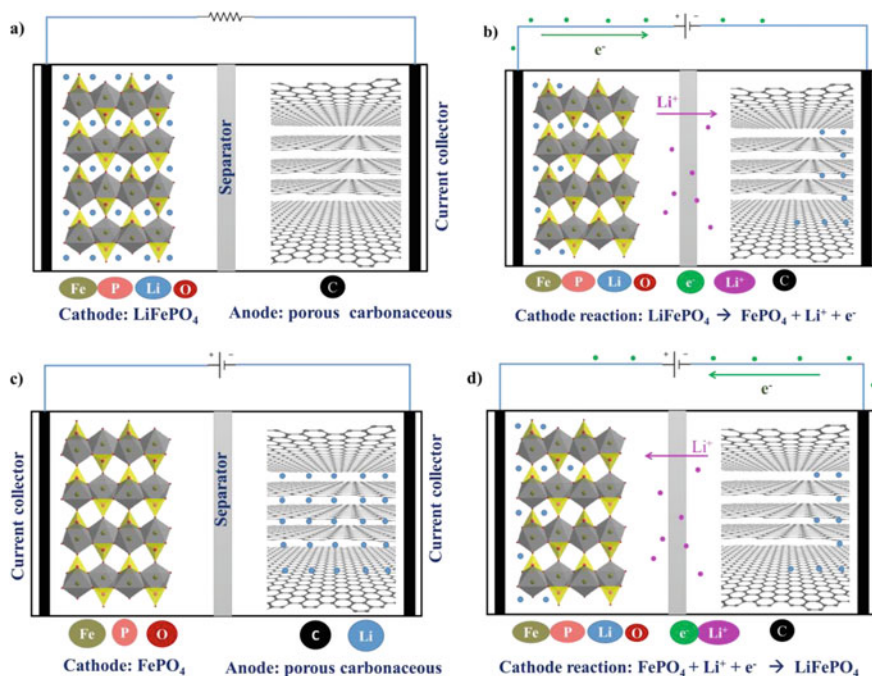 a)
Separator
Current collector
Fe P Li O
C
Cathode: LiFePO₄
Anode: porous carbonaceous
b)
+ −
e⁻
Li⁺
Fe P Li O e⁻ Li⁺ C
Cathode reaction: LiFePO₄ → FePO₄ + Li⁺ + e⁻
c)
+ −
Current collector
Separator
Current collector
Fe P O
C Li
Cathode: FePO₄
Anode: porous carbonaceous
d)
+ −
e⁻
Li⁺
Fe P Li O e⁻ Li⁺ C
Cathode reaction: FePO₄ + Li⁺ + e⁻ → LiFePO₄